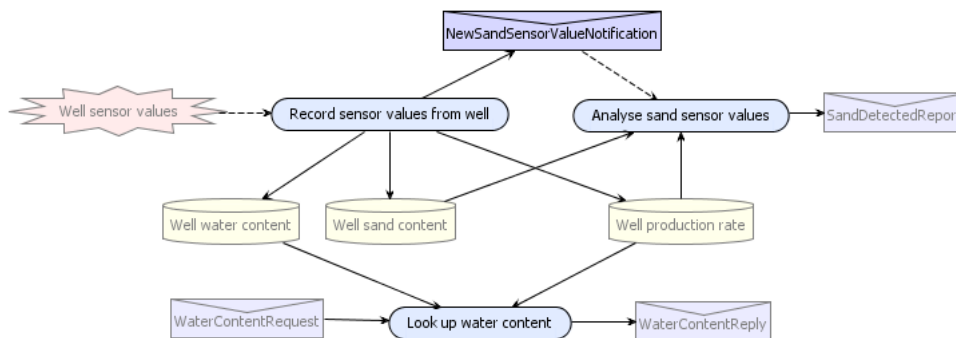 NewSandSensorValueNotification
Well sensor values
Record sensor values from well
Analyse sand sensor values
SandDetectedReport
Well water content
Well sand content
Well production rate
WaterContentRequest
Look up water content
WaterContentReply